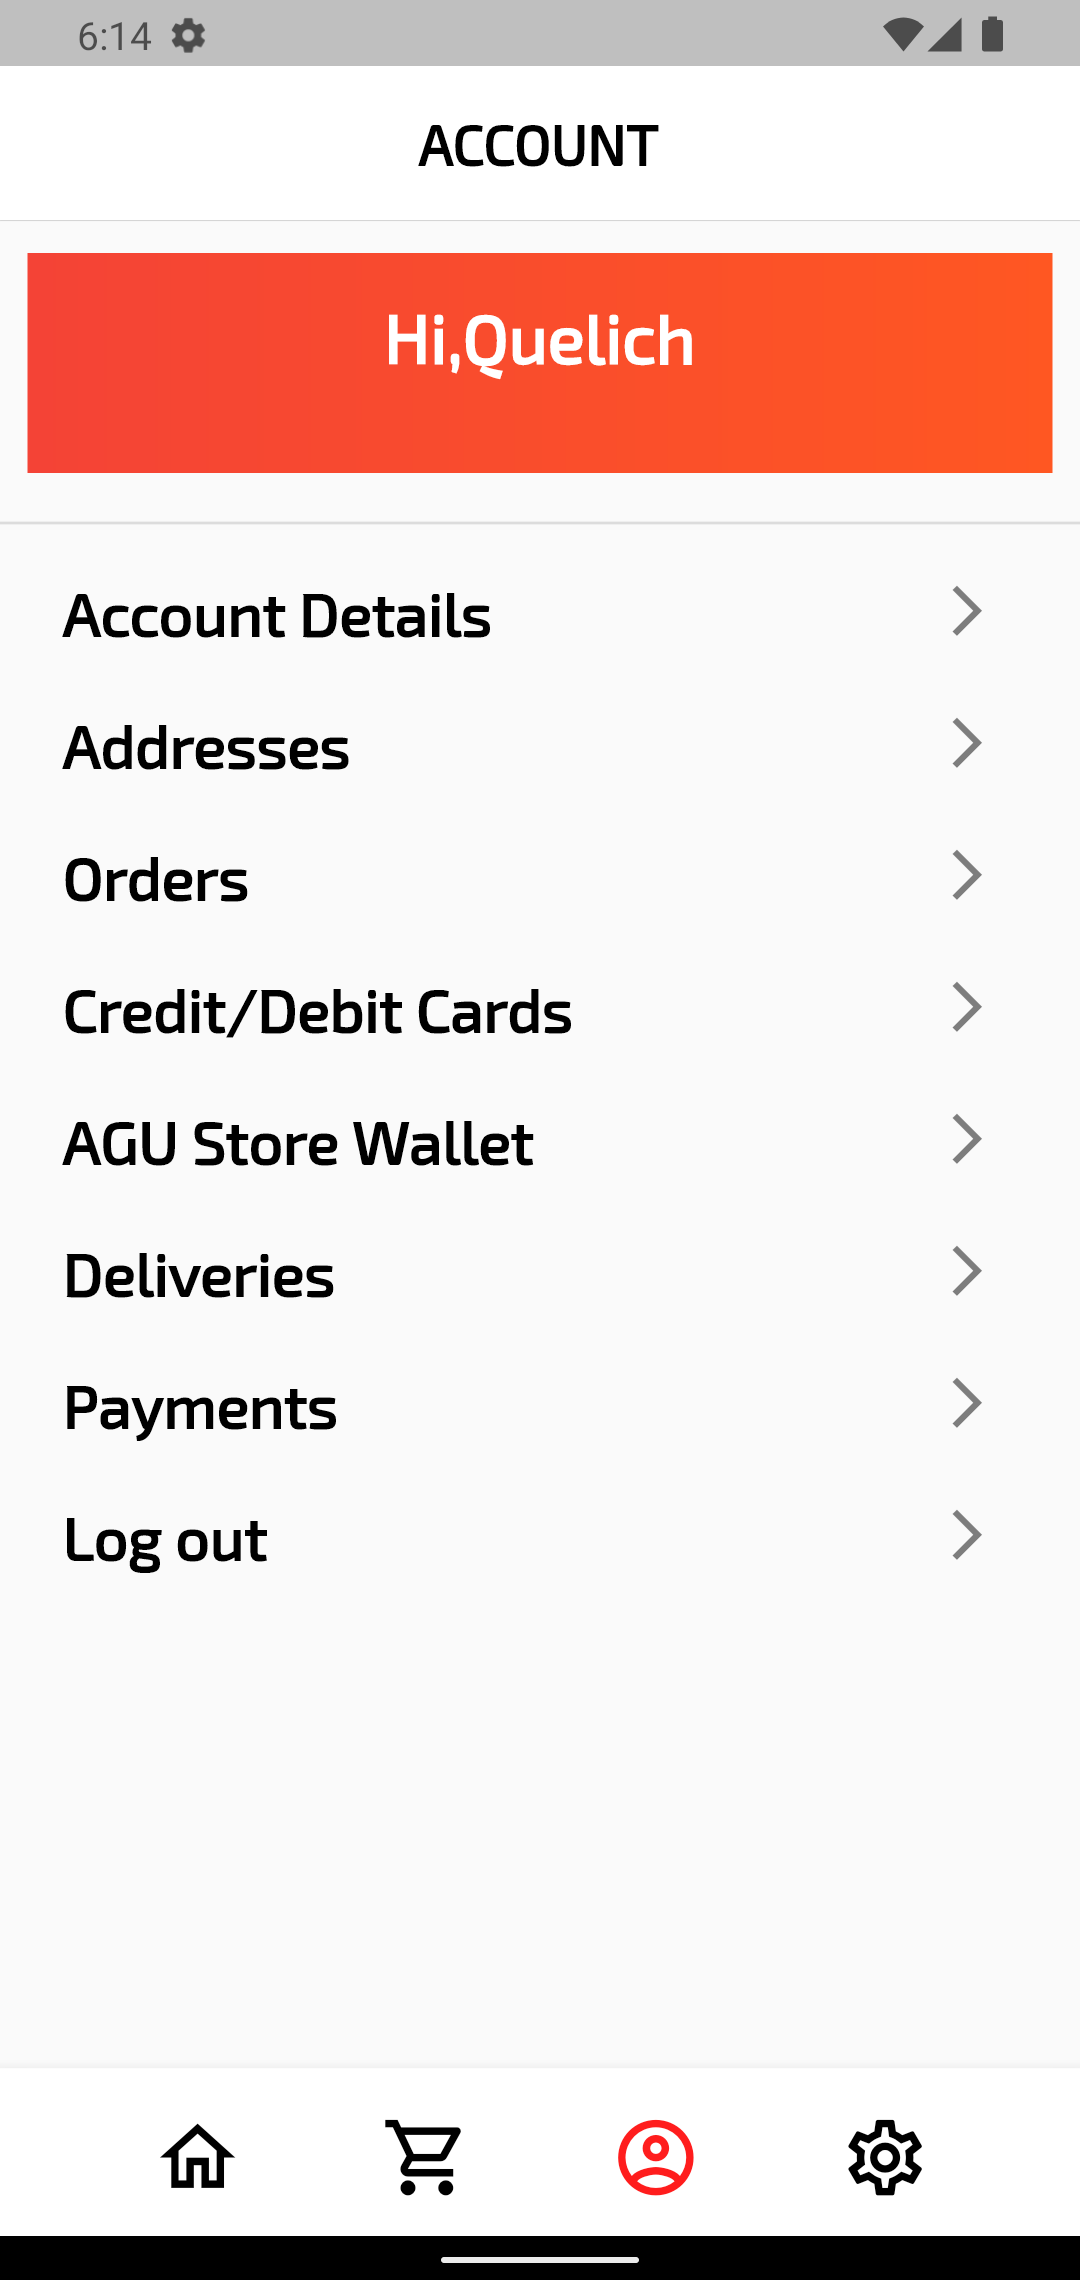 6:14
ACCOUNT
Hi,Quelich
Account Details
Addresses
Orders
Credit/Debit Cards
AGU Store Wallet
Deliveries
Payments
Log out